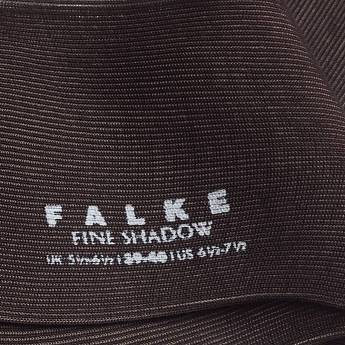 FALKE
FINE SHADOW
UK 5½-6½ | 39-40 | US 6½-7½